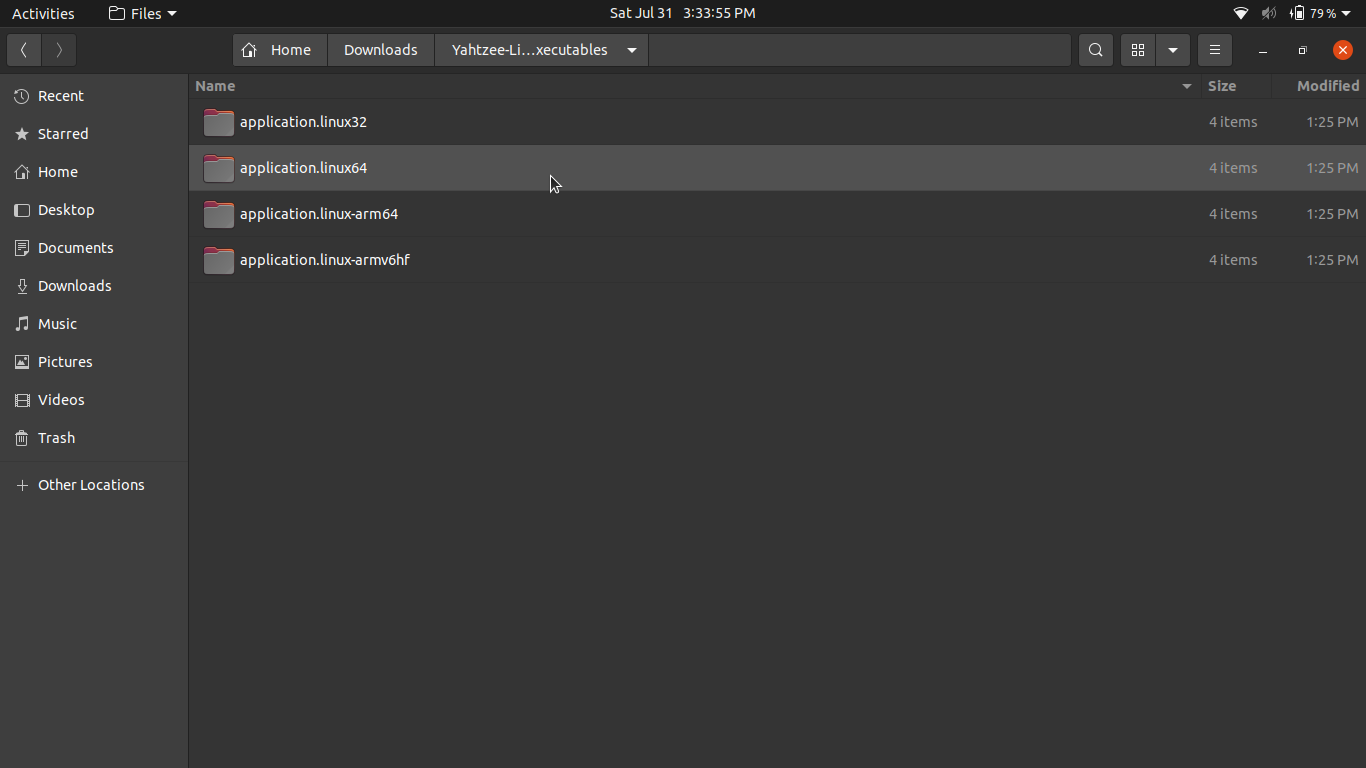 Activities Files Sat Jul 31 3:33:55 PM 79 %
Home Downloads Yahtzee-Li…xecutables
Name Size Modified
Recent
Starred
Home
Desktop
Documents
Downloads
Music
Pictures
Videos
Trash
Other Locations
application.linux32 4 items 1:25 PM
application.linux64 4 items 1:25 PM
application.linux-arm64 4 items 1:25 PM
application.linux-armv6hf 4 items 1:25 PM